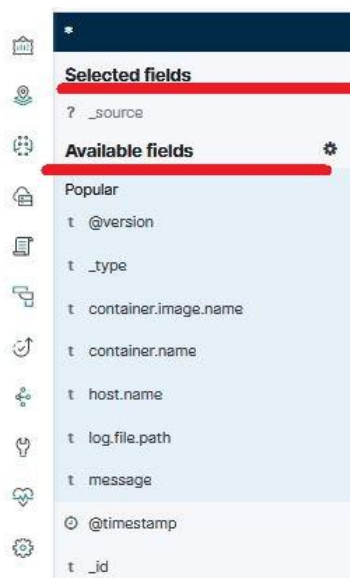 *
Selected fields
? _source
Available fields
Popular
t @version
t _type
t container.image.name
t container.name
t host.name
t log.file.path
t message
@timestamp
t _id